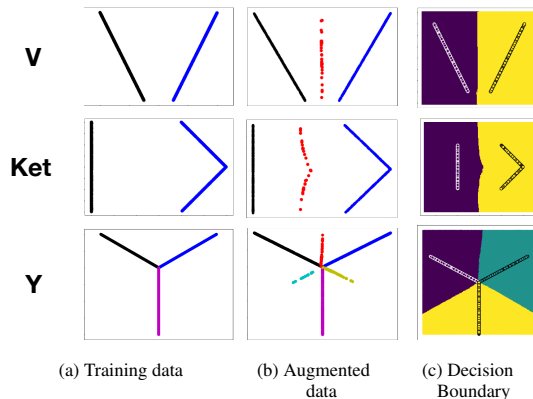 V
Ket
Y
(a) Training data
(b) Augmented
data
(c) Decision
Boundary